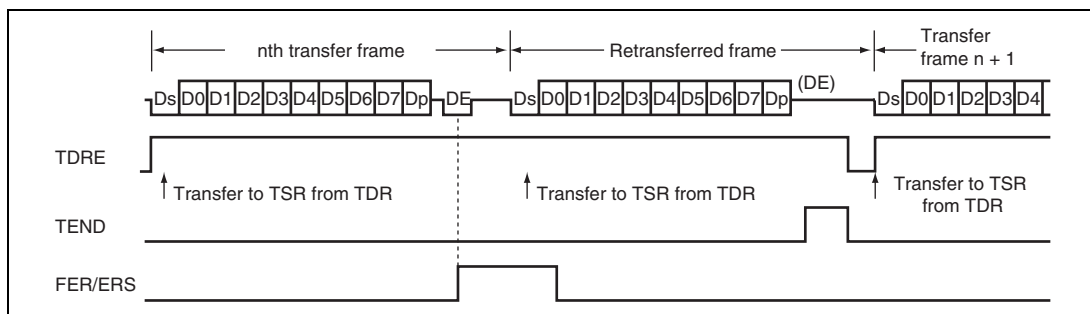 nth transfer frame
Retransferred frame
Transfer
frame n + 1
Ds D0 D1 D2 D3 D4 D5 D6 D7 Dp DE
Ds D0 D1 D2 D3 D4 D5 D6 D7 Dp (DE)
Ds D0 D1 D2 D3 D4
TDRE
Transfer to TSR from TDR
Transfer to TSR from TDR
Transfer to TSR
from TDR
TEND
FER/ERS